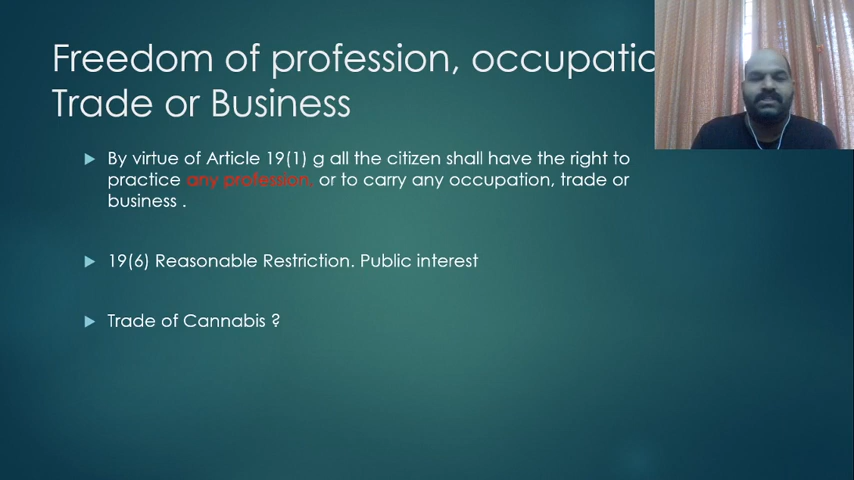 Freedom of profession, occupatio
Trade or Business
By virtue of Article 19(1) g all the citizen shall have the right to
practice any profession, or to carry any occupation, trade or
business .
19(6) Reasonable Restriction. Public interest
Trade of Cannabis ?